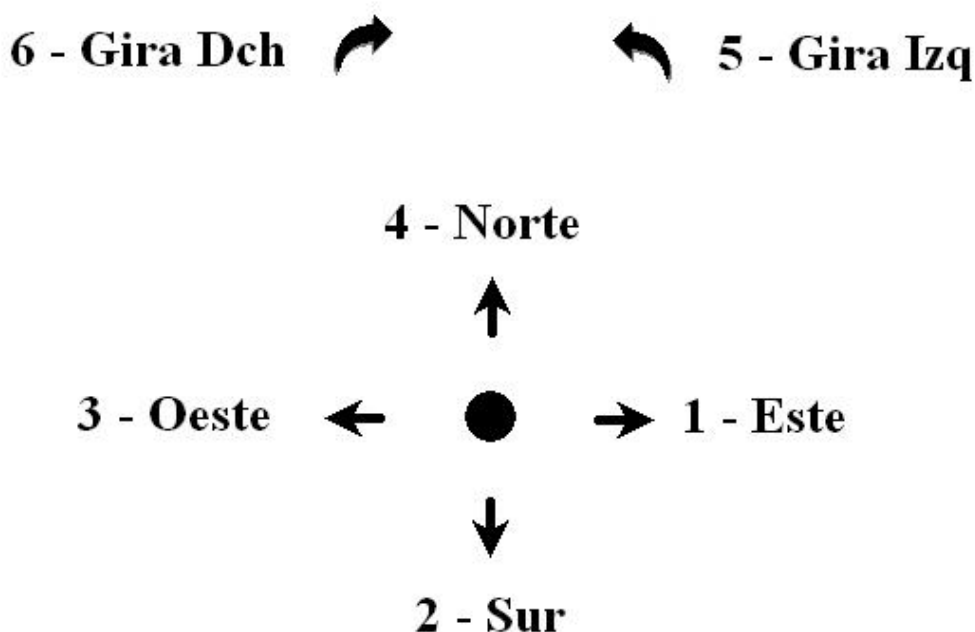 6 - Gira Dch
5 - Gira Izq
4 - Norte
3 - Oeste
1 - Este
2 - Sur